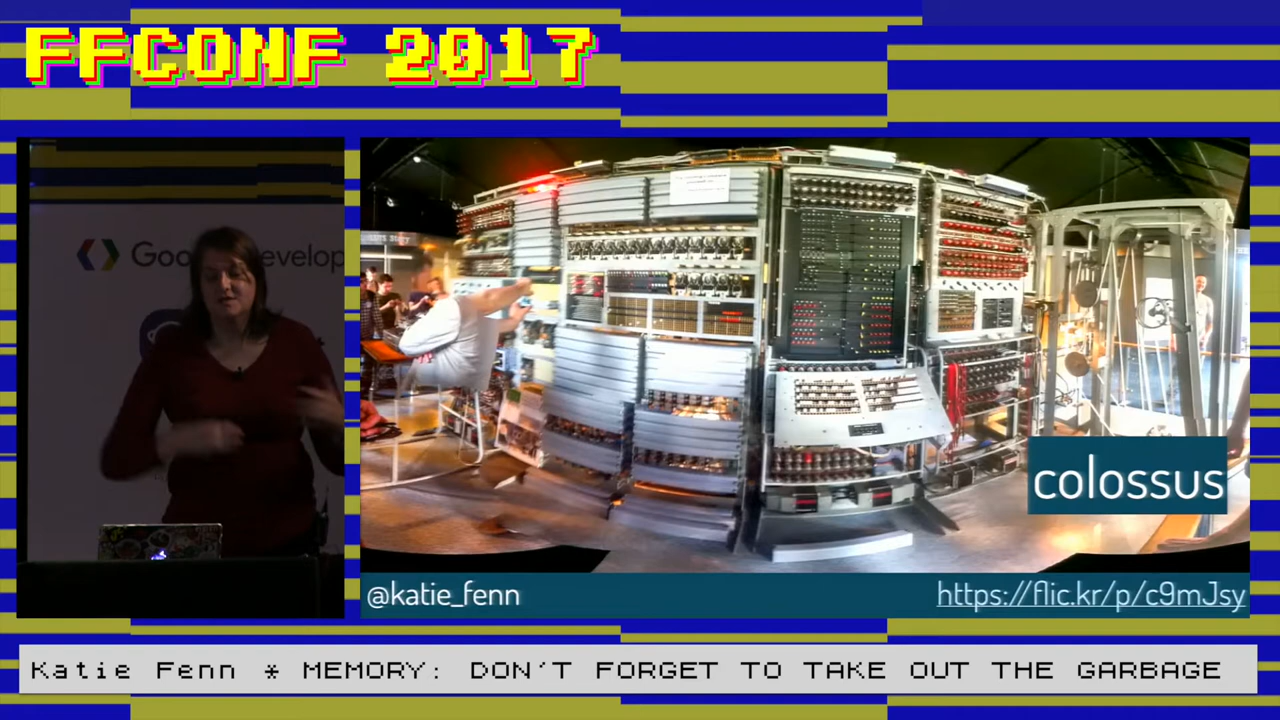 FFCONF 2017
Goo
evelop
colossus
@katie_fenn
https://flic.kr/p/c9mJsy
Katie Fenn * MEMORY: DON'T FORGET TO TAKE OUT THE GARBAGE